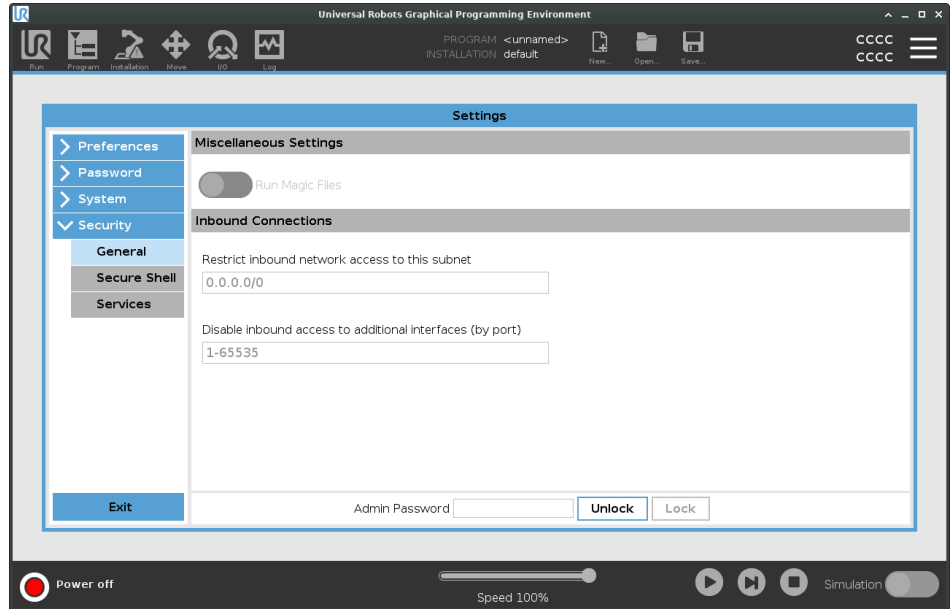 Universal Robots Graphical Programming Environment
UR
Run
Program
Installation
Move
I/O
Log
PROGRAM <unnamed>
INSTALLATION default
New...
Open...
Save...
CCCC
CCCC
Settings
Preferences
Password
System
Security
General
Secure Shell
Services
Exit
Miscellaneous Settings
Run Magic Files
Inbound Connections
Restrict inbound network access to this subnet
0.0.0.0/0
Disable inbound access to additional interfaces (by port)
1-65535
Admin Password
Unlock
Lock
Power off
Speed 100%
Simulation